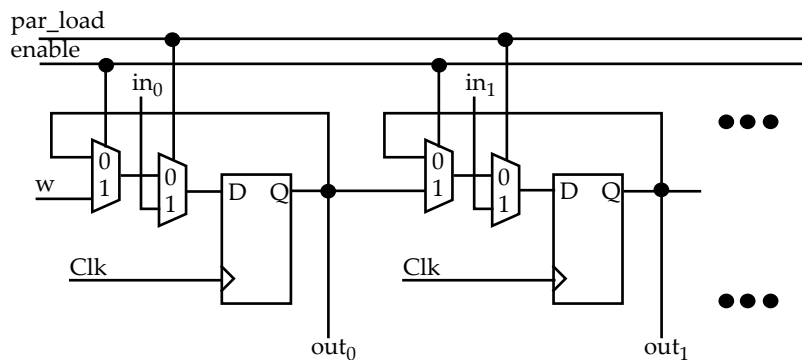 par_load
enable
in₀ in₁
0 0 0 0
w 1 1 D Q 1 1 D Q
Clk Clk
out₀ out₁